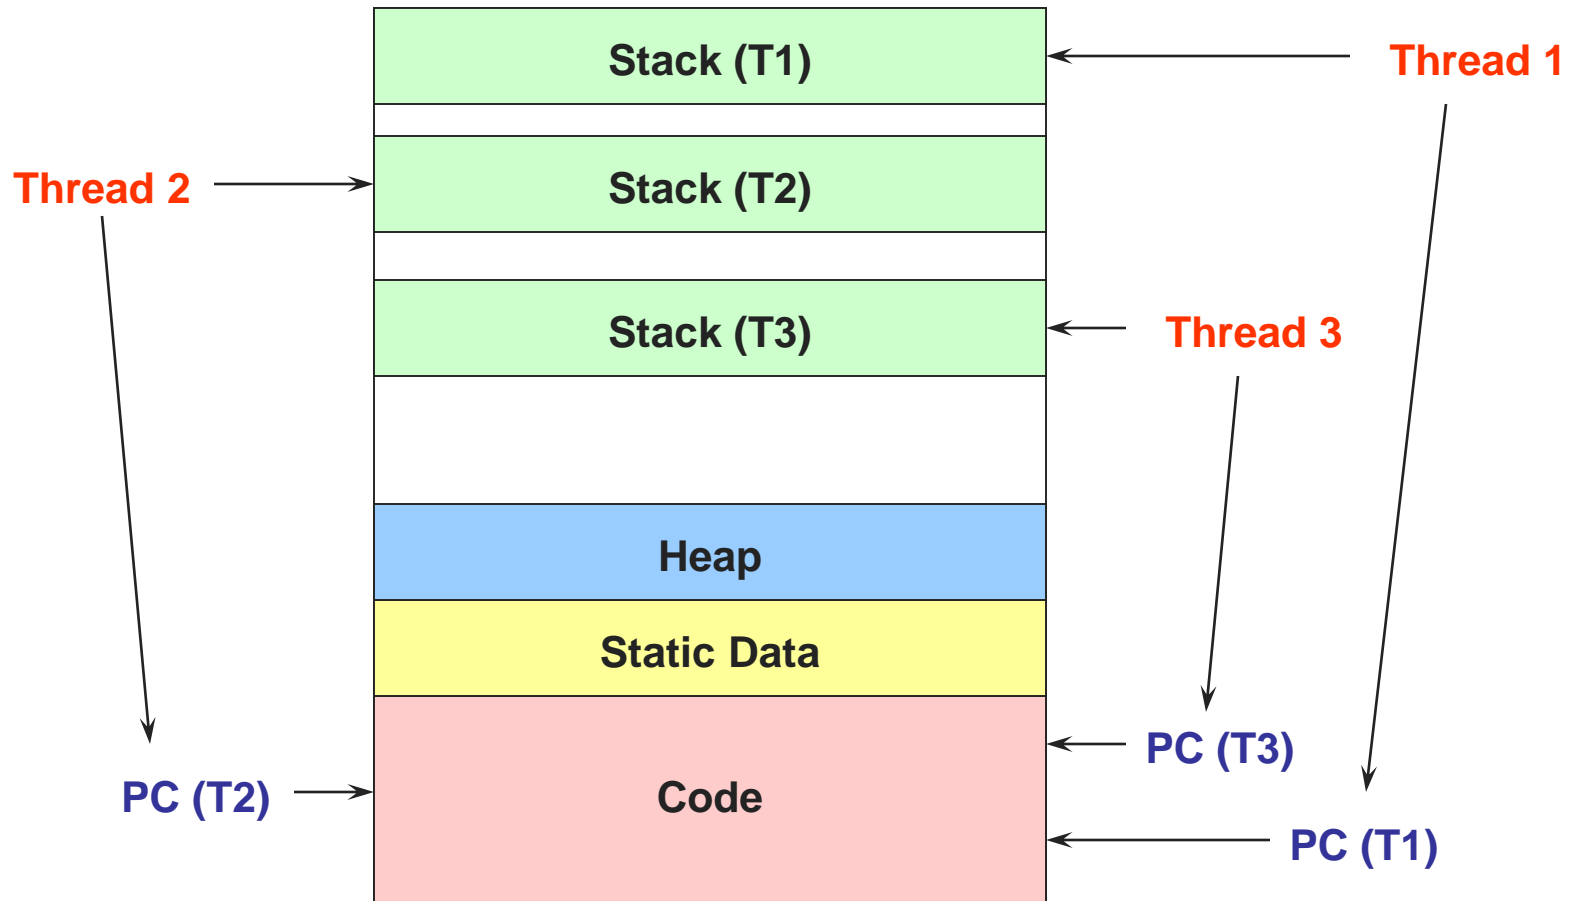 Stack (T1)
Thread 1
Thread 2
Stack (T2)
Stack (T3)
Thread 3
Heap
Static Data
PC (T3)
PC (T2)
Code
PC (T1)